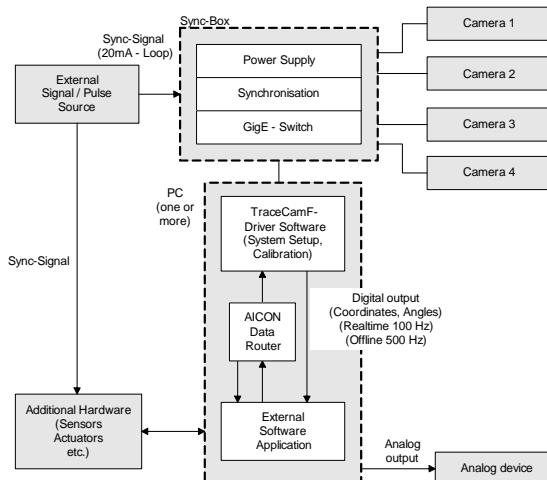 Sync-Box
Sync-Signal
(20mA - Loop)
External
Signal / Pulse
Source
Power Supply
Synchronisation
GigE - Switch
Camera 1
Camera 2
Camera 3
Camera 4
PC
(one or
more)
TraceCamF-
Driver Software
(System Setup,
Calibration)
Sync-Signal
AICON
Data
Router
Digital output
(Coordinates, Angles)
(Realtime 100 Hz)
(Offline 500 Hz)
Additional Hardware
(Sensors
Actuators
etc.)
External
Software
Application
Analog
output
Analog device